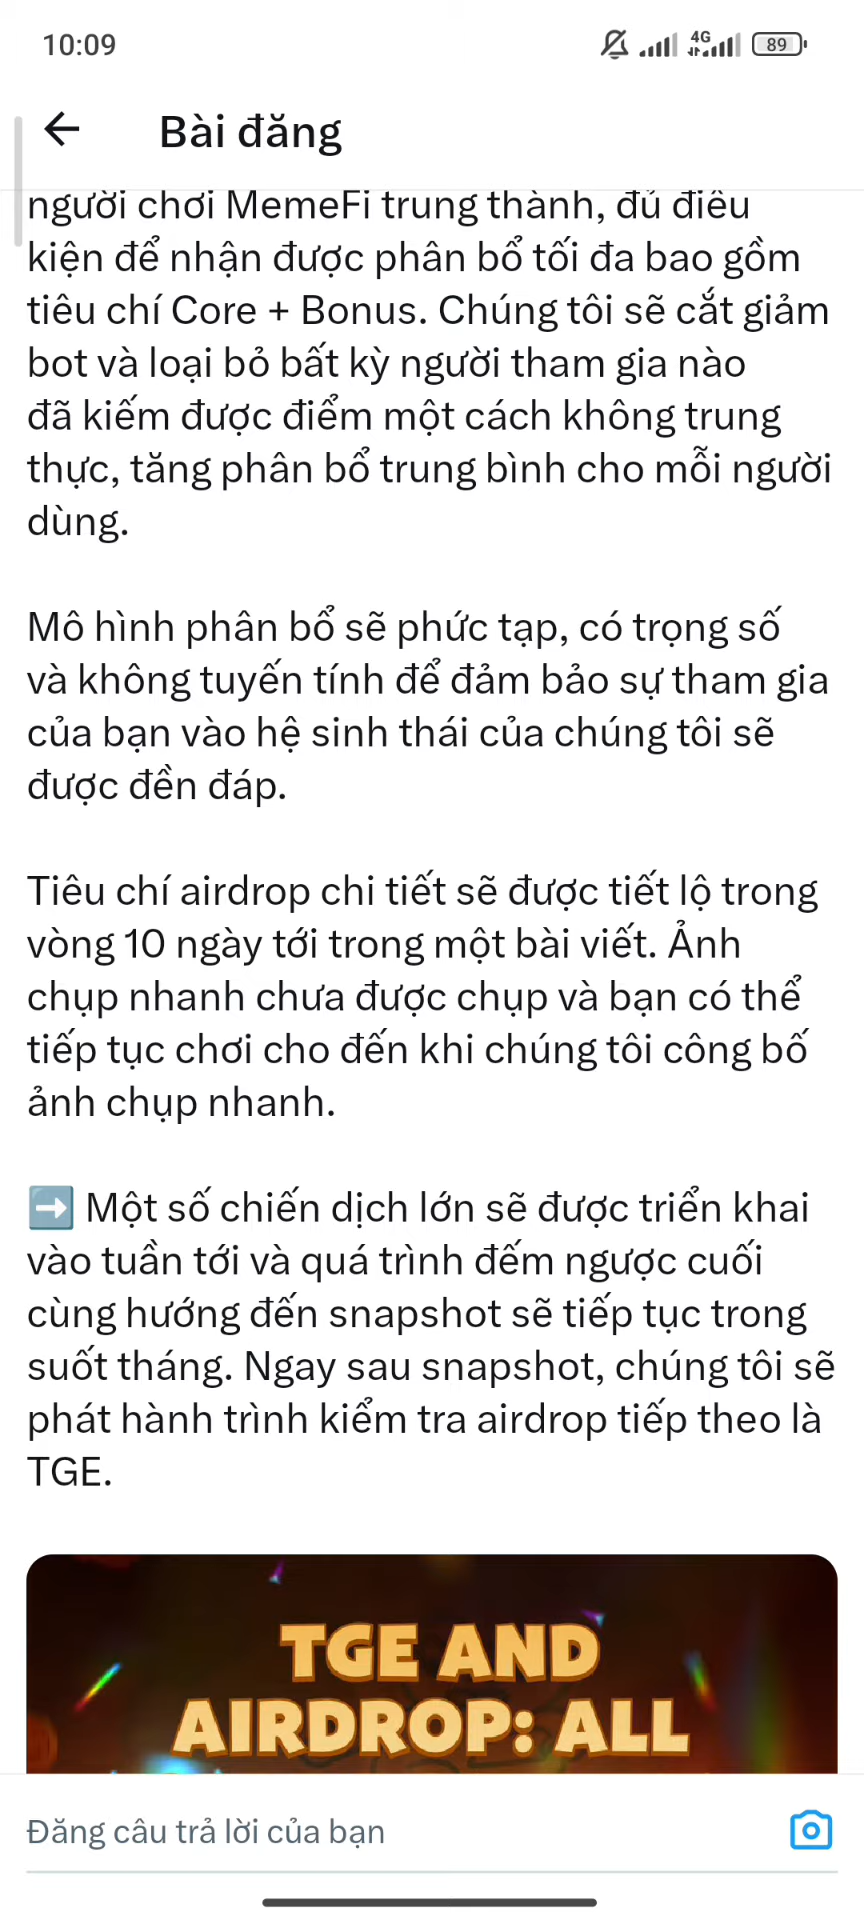 10:09
4G
89
Bài đăng
người chơi MemeFi trung thành, đủ điều
kiện để nhận được phân bổ tối đa bao gồm
tiêu chí Core + Bonus. Chúng tôi sẽ cắt giảm
bot và loại bỏ bất kỳ người tham gia nào
đã kiếm được điểm một cách không trung
thực, tăng phân bổ trung bình cho mỗi người
dùng.
Mô hình phân bổ sẽ phức tạp, có trọng số
và không tuyến tính để đảm bảo sự tham gia
của bạn vào hệ sinh thái của chúng tôi sẽ
được đền đáp.
Tiêu chí airdrop chi tiết sẽ được tiết lộ trong
vòng 10 ngày tới trong một bài viết. Ảnh
chụp nhanh chưa được chụp và bạn có thể
tiếp tục chơi cho đến khi chúng tôi công bố
ảnh chụp nhanh.
➡️ Một số chiến dịch lớn sẽ được triển khai
vào tuần tới và quá trình đếm ngược cuối
cùng hướng đến snapshot sẽ tiếp tục trong
suốt tháng. Ngay sau snapshot, chúng tôi sẽ
phát hành trình kiểm tra airdrop tiếp theo là
TGE.
TGE AND
AIRDROP: ALL
Đăng câu trả lời của bạn